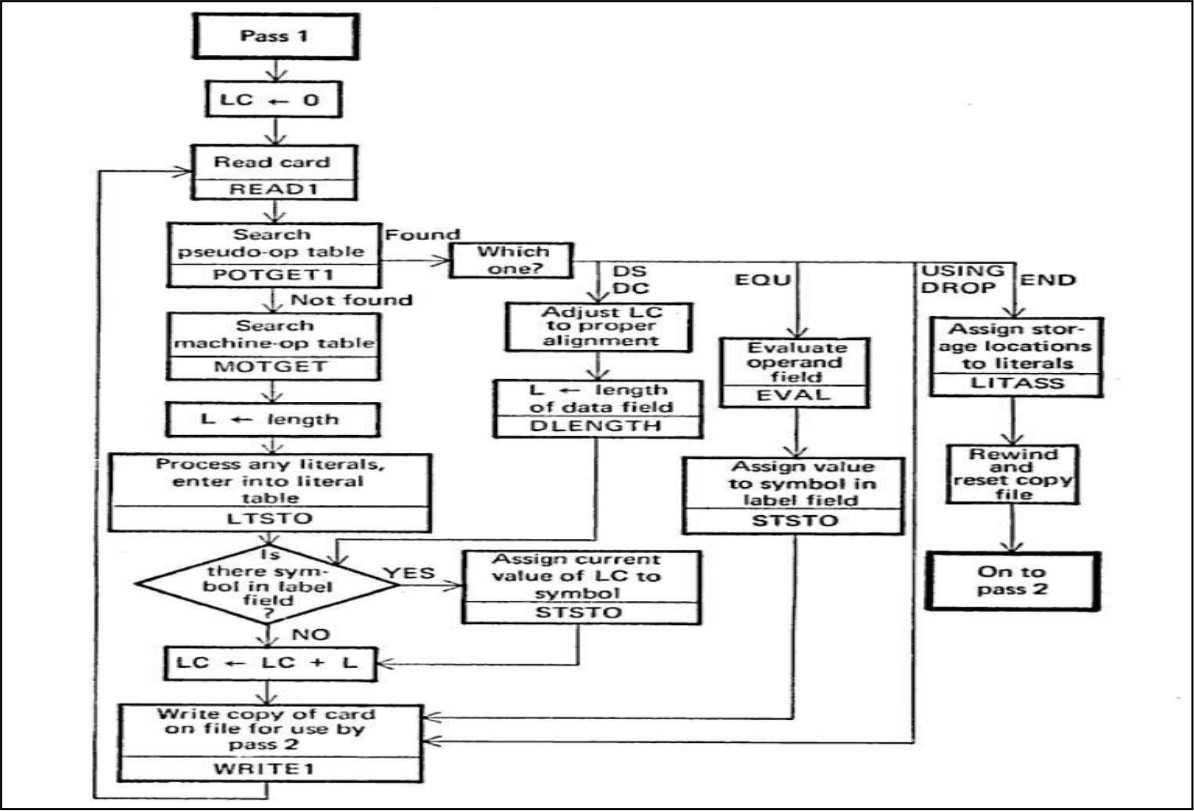 Pass 1
LC ← 0
Read card
READ1
Search
pseudo-op table
POTGET1
Found
Which
one?
Not found
Search
machine-op table
MOTGET
L ← length
Process any literals,
enter into literal
table
LTSTO
Is
there sym-
bol in label
field
?
YES
NO
Assign current
value of LC to
symbol
STSTO
LC ← LC + L
Write copy of card
on file for use by
pass 2
WRITE1
DS
DC
Adjust LC
to proper
alignment
L ← length
of data field
DLENGTH
EQU
Evaluate
operand
field
EVAL
Assign value
to symbol in
label field
STSTO
USING
DROP
END
Assign stor-
age locations
to literals
LITASS
Rewind
and
reset copy
file
On to
pass 2